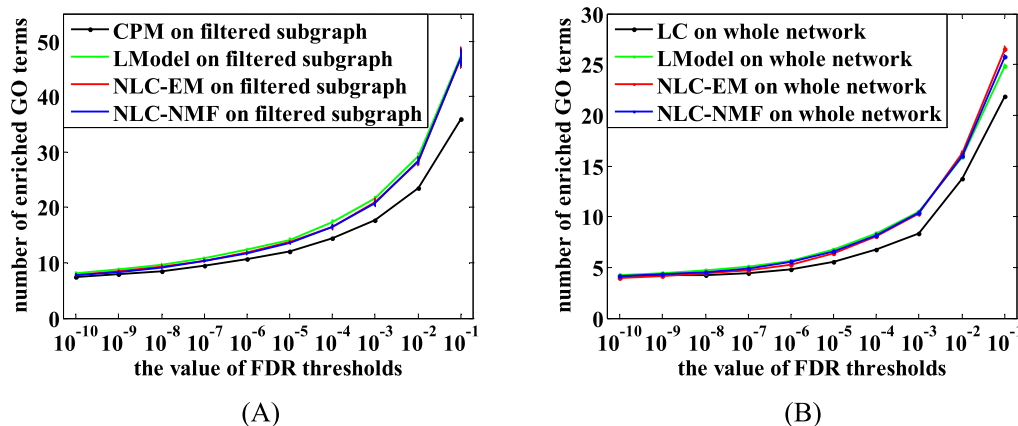 number of enriched GO terms
50
40
30
20
10
0
CPM on filtered subgraph
LModel on filtered subgraph
NLC-EM on filtered subgraph
NLC-NMF on filtered subgraph
10^-10 10^-9 10^-8 10^-7 10^-6 10^-5 10^-4 10^-3 10^-2 10^-1
the value of FDR thresholds
(A)
number of enriched GO terms
30
25
20
15
10
5
0
LC on whole network
LModel on whole network
NLC-EM on whole network
NLC-NMF on whole network
10^-10 10^-9 10^-8 10^-7 10^-6 10^-5 10^-4 10^-3 10^-2 10^-1
the value of FDR thresholds
(B)